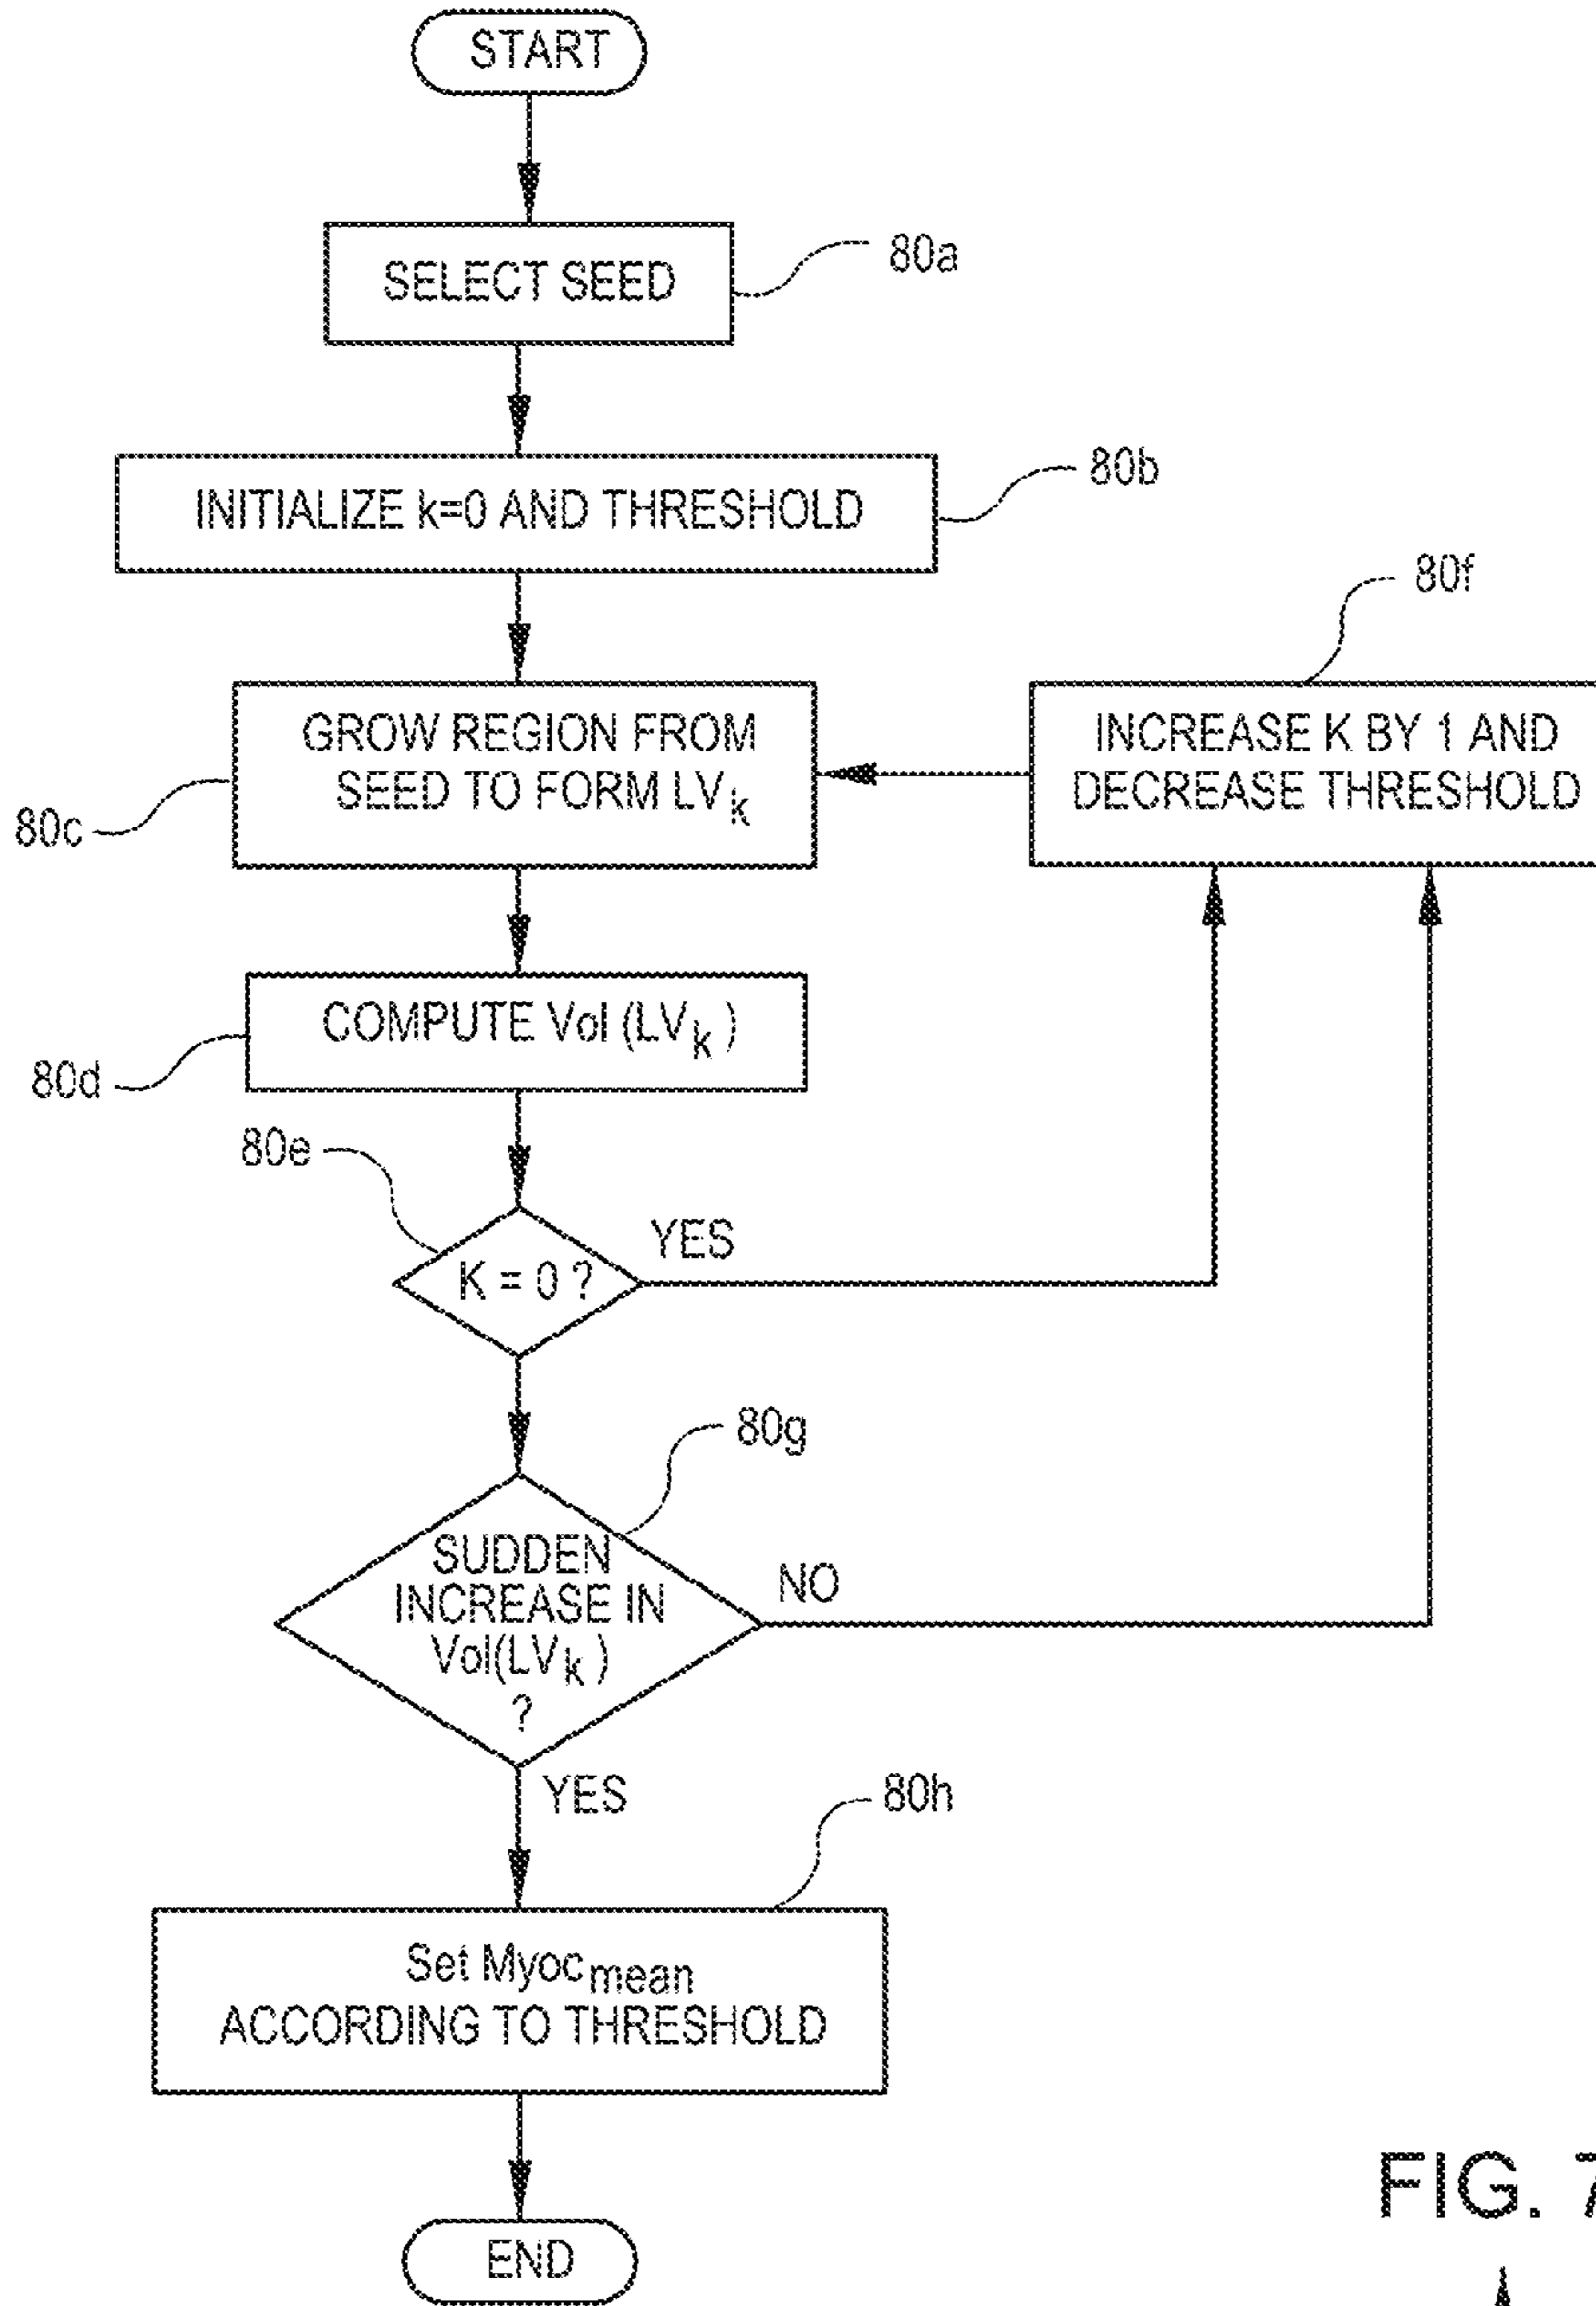 START
SELECT SEED
80a
INITIALIZE k=0 AND THRESHOLD
80b
GROW REGION FROM
SEED TO FORM LVk
80c
INCREASE K BY 1 AND
DECREASE THRESHOLD
80f
COMPUTE Vol (LVk)
80d
80e
K = 0 ?
YES
80g
SUDDEN
INCREASE IN
Vol(LVk)
?
NO
YES
80h
Set Myocmean
ACCORDING TO THRESHOLD
END
FIG. 7